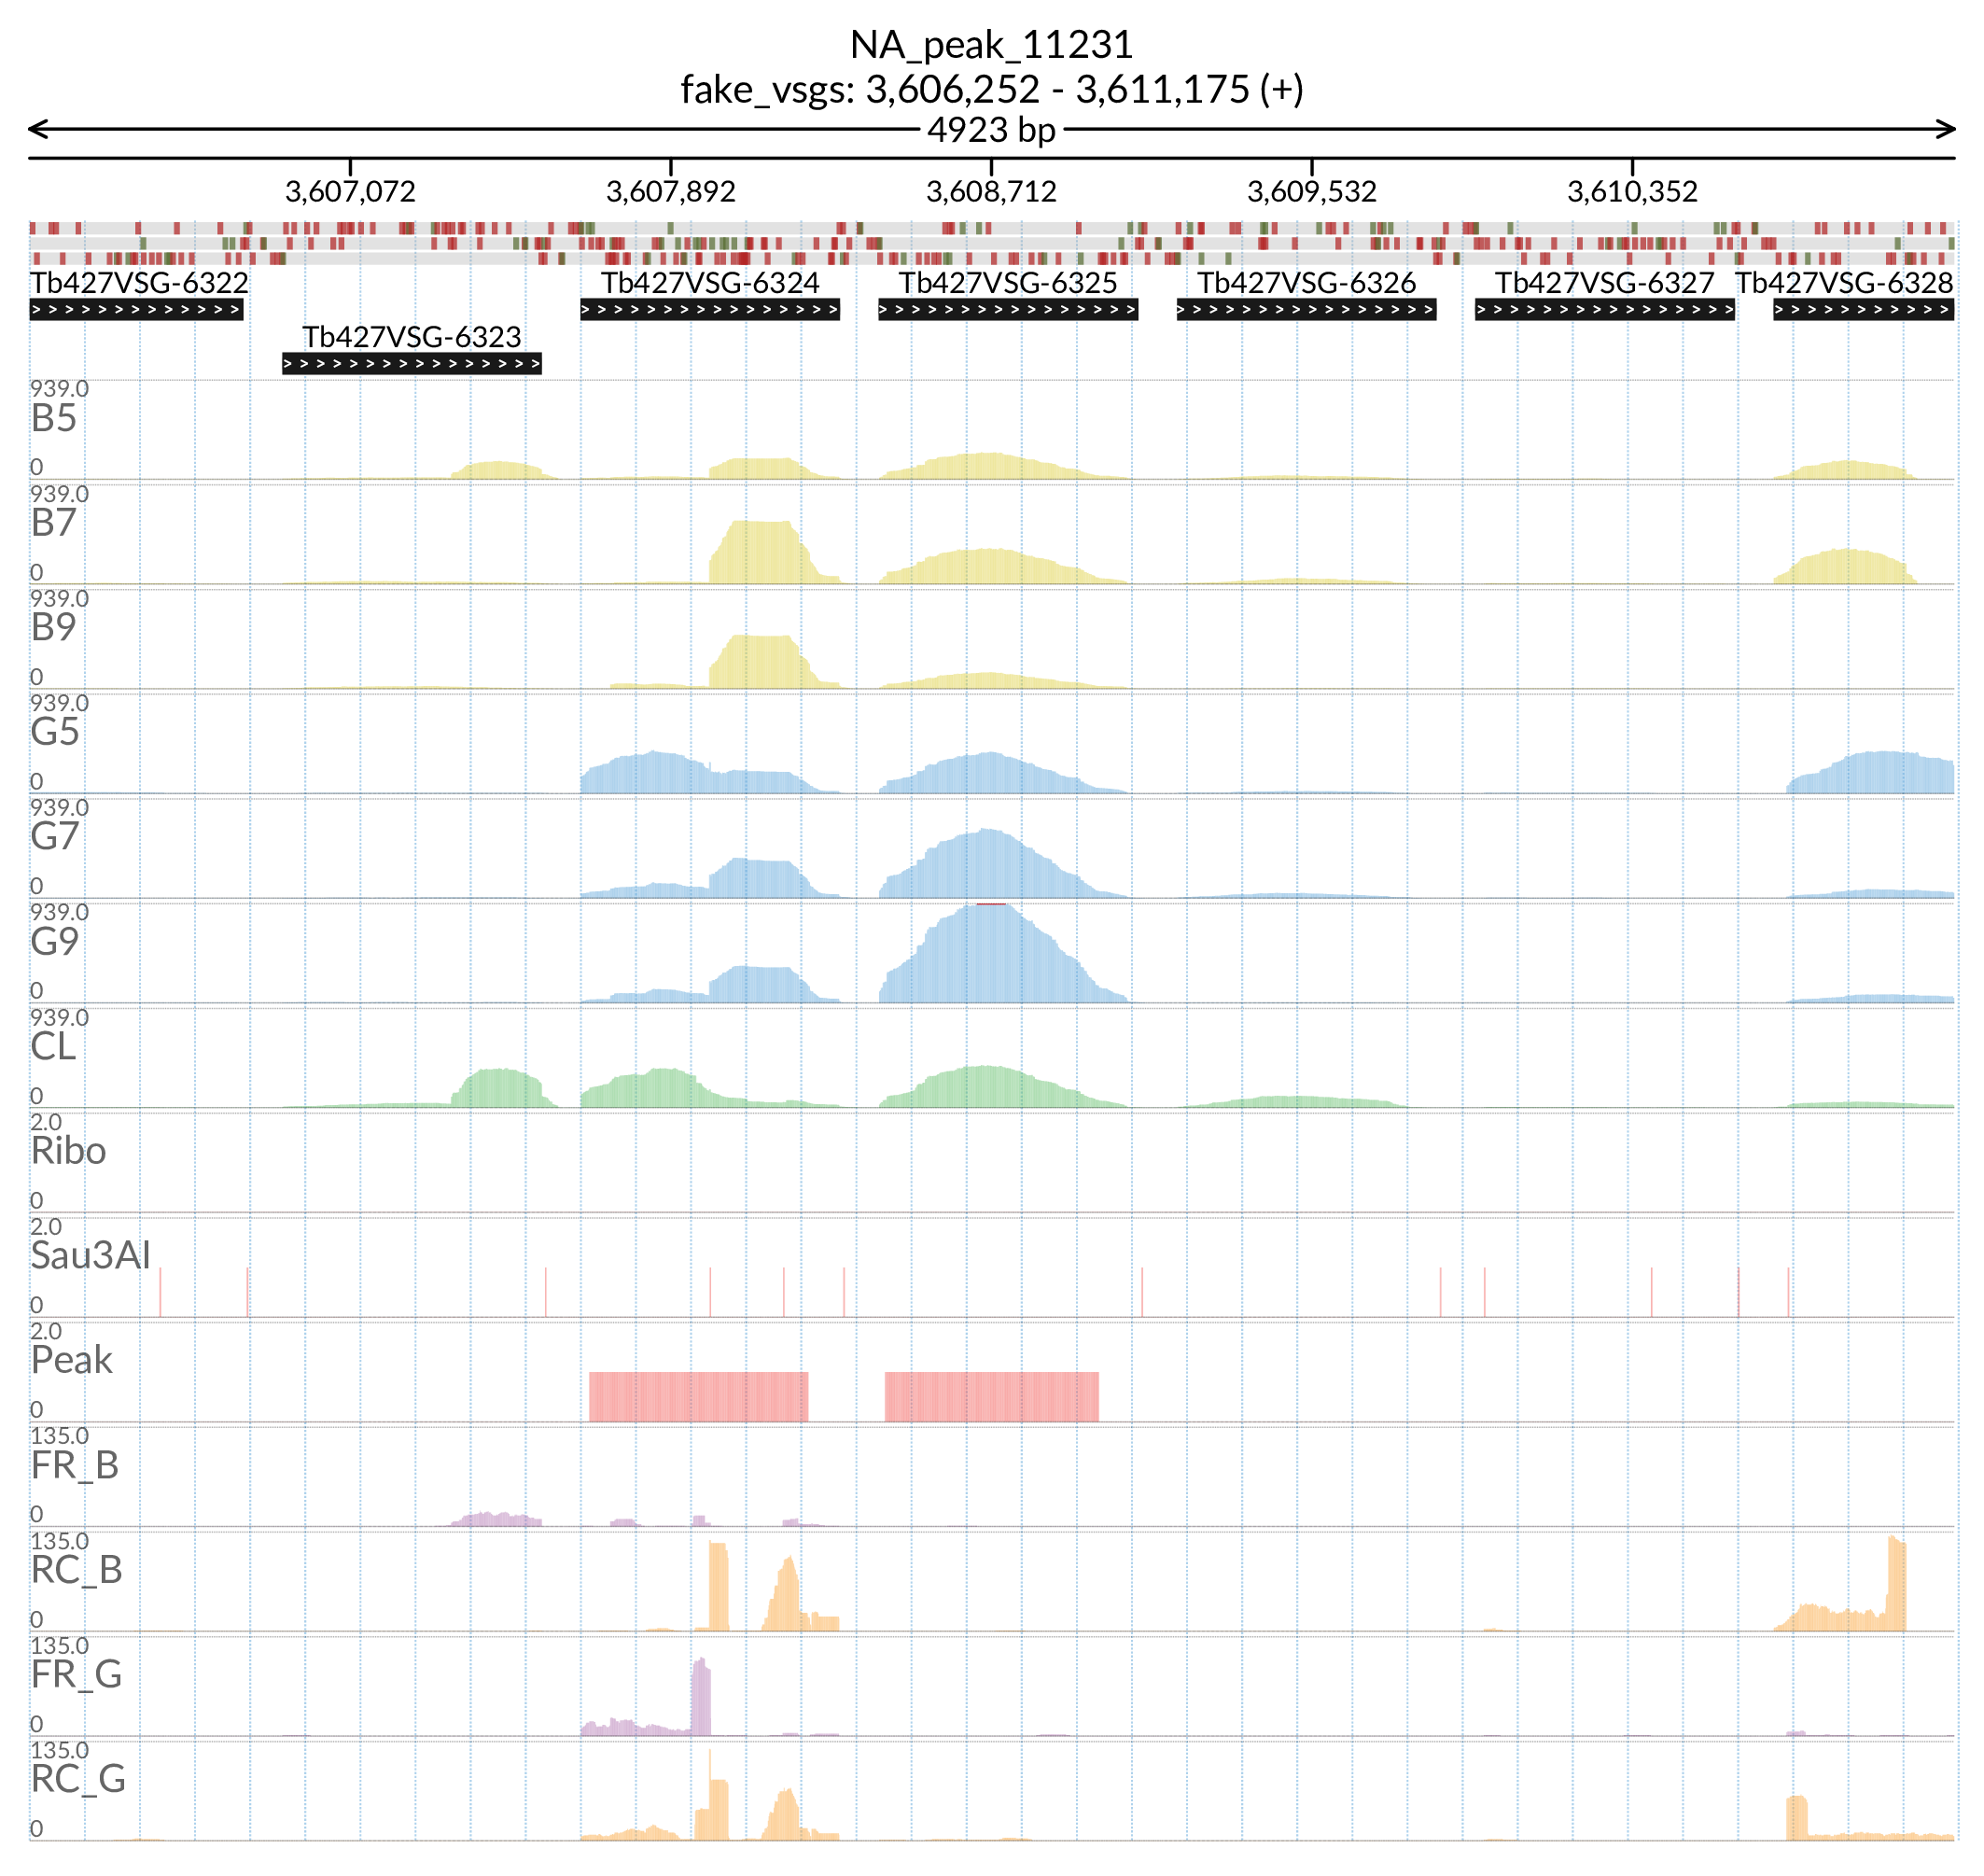 NA_peak_11231
fake_vsgs: 3,606,252 - 3,611,175 (+)
4923 bp
3,607,072 3,607,892 3,608,712 3,609,532 3,610,352
Tb427VSG-6322 Tb427VSG-6324 Tb427VSG-6325 Tb427VSG-6326 Tb427VSG-6327 Tb427VSG-6328
Tb427VSG-6323
939.0
B5
0
939.0
B7
0
939.0
B9
0
939.0
G5
0
939.0
G7
0
939.0
G9
0
939.0
CL
0
2.0
Ribo
0
2.0
Sau3AI
0
2.0
Peak
0
135.0
FR_B
0
135.0
RC_B
0
135.0
FR_G
0
135.0
RC_G
0